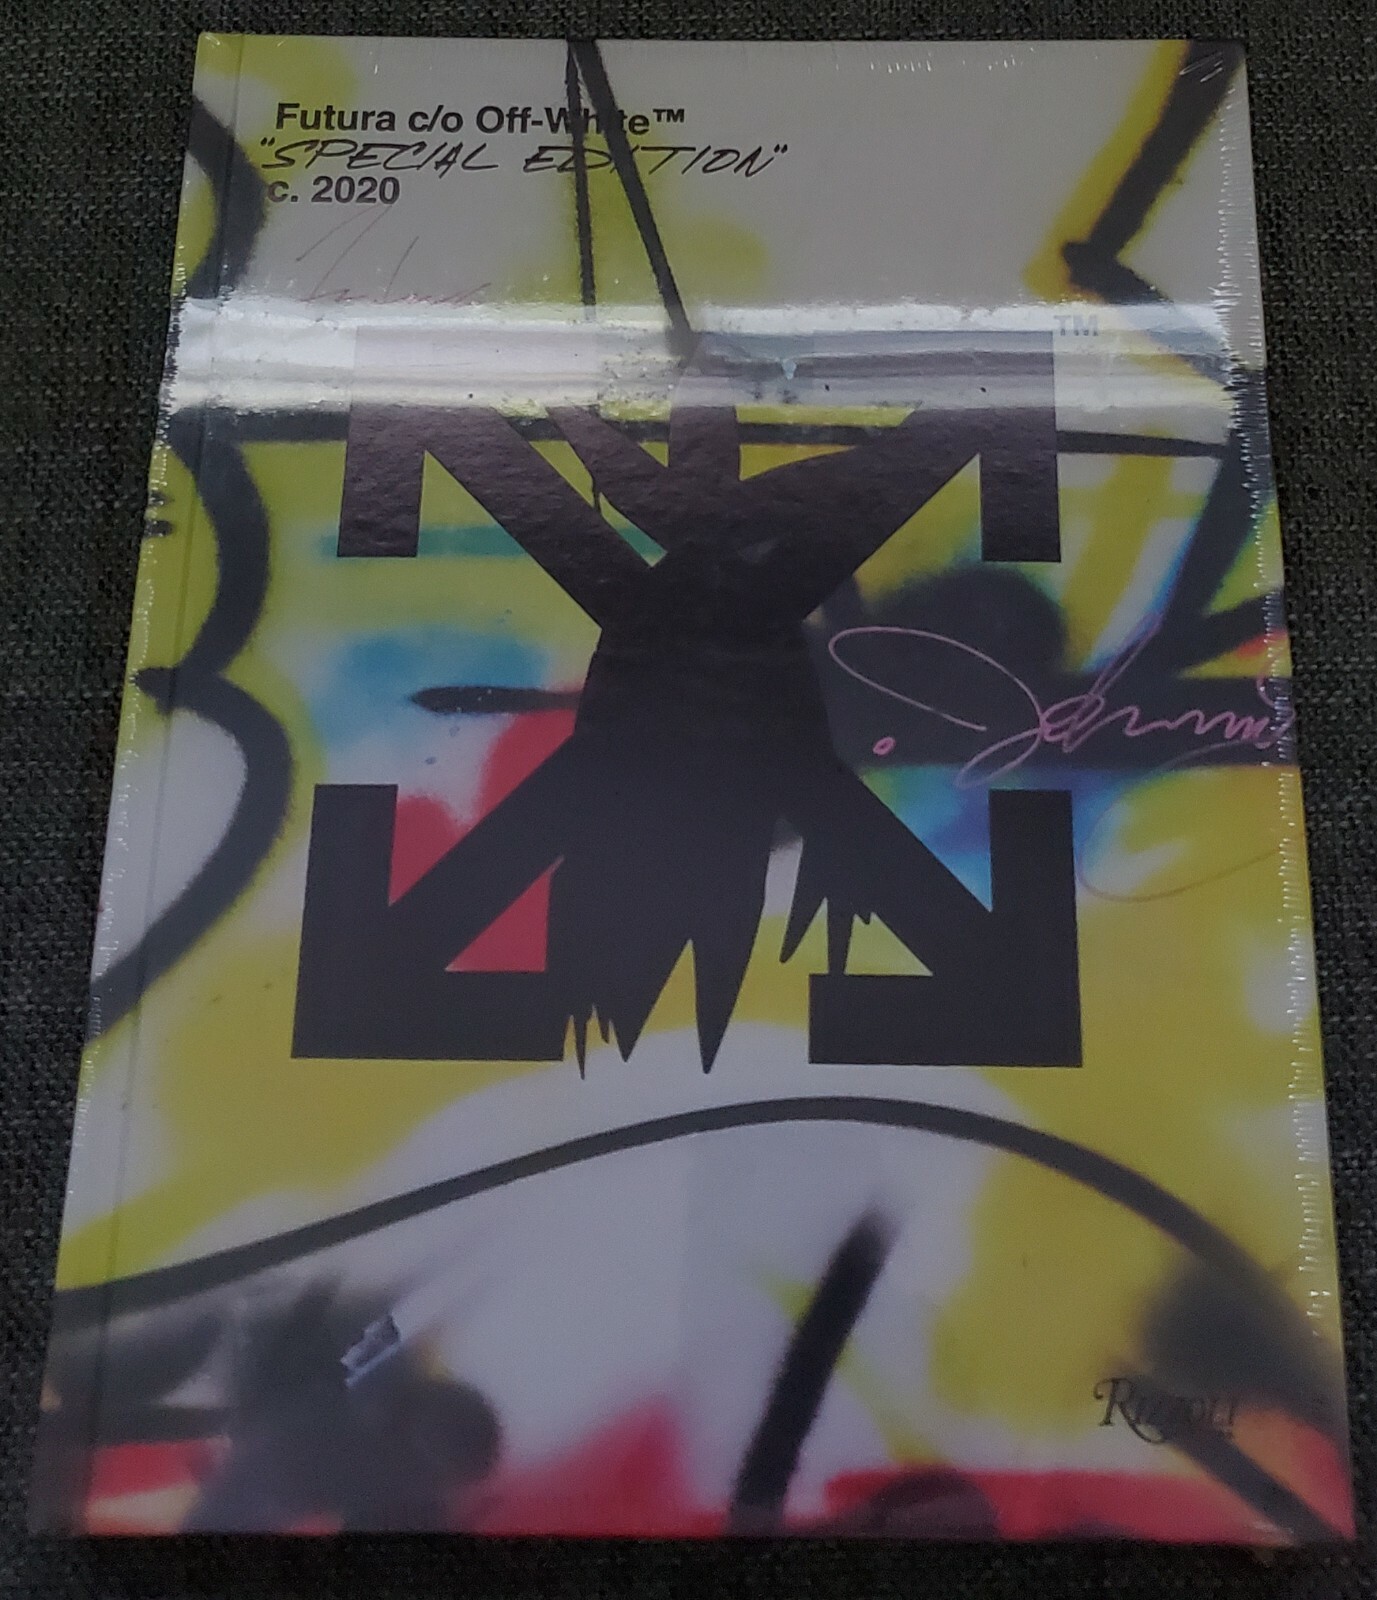 Futura c/o Off-White™
"SPECIAL EDITION"
c. 2020
TM
RIZZOLI